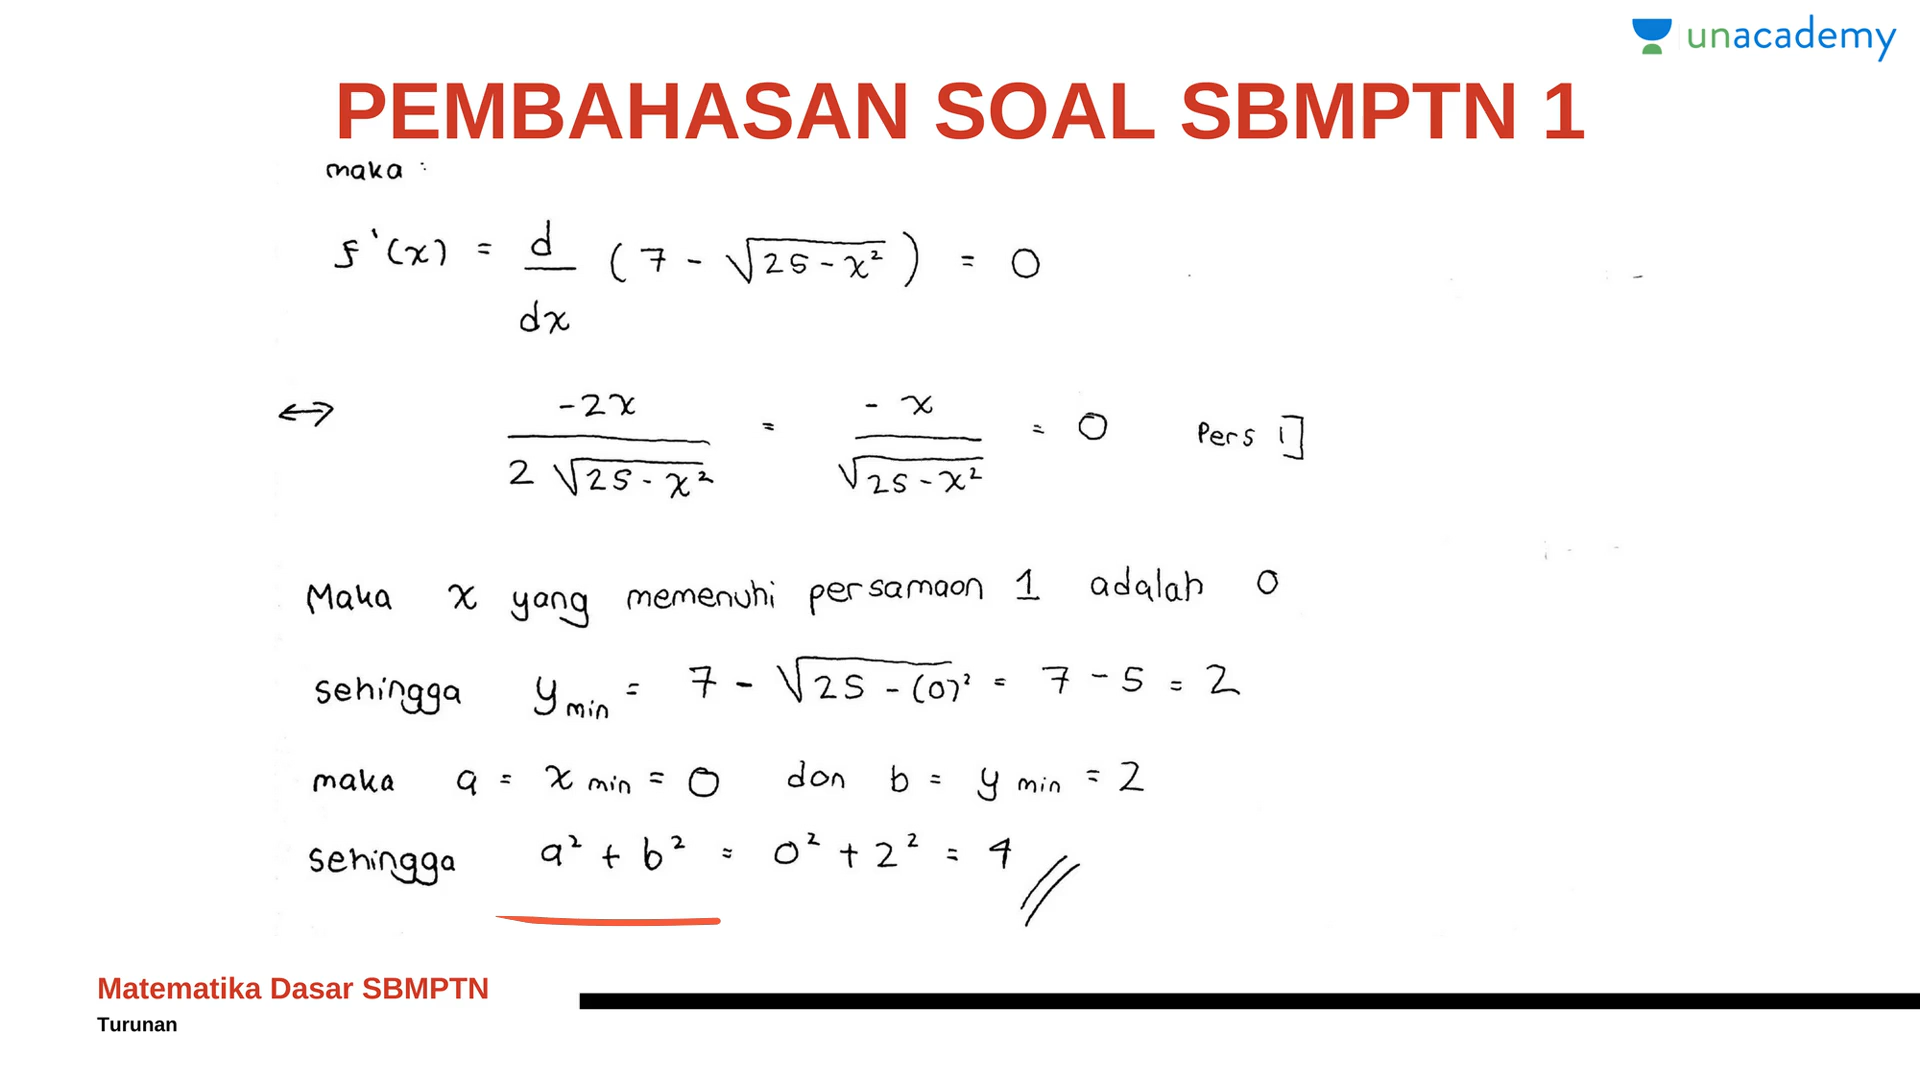 unacademy
PEMBAHASAN SOAL SBMPTN 1
maka :
f'(x) = d/dx (7 - √(25 - x²)) = 0
↔ -2x / 2√(25 - x²) = -x / √(25 - x²) = 0 Pers 1]
Maka x yang memenuhi persamaan 1 adalah 0
sehingga y min = 7 - √(25 - (0)²) = 7 - 5 = 2
maka a = x min = 0 dan b = y min = 2
sehingga a² + b² = 0² + 2² = 4 //
Matematika Dasar SBMPTN
Turunan